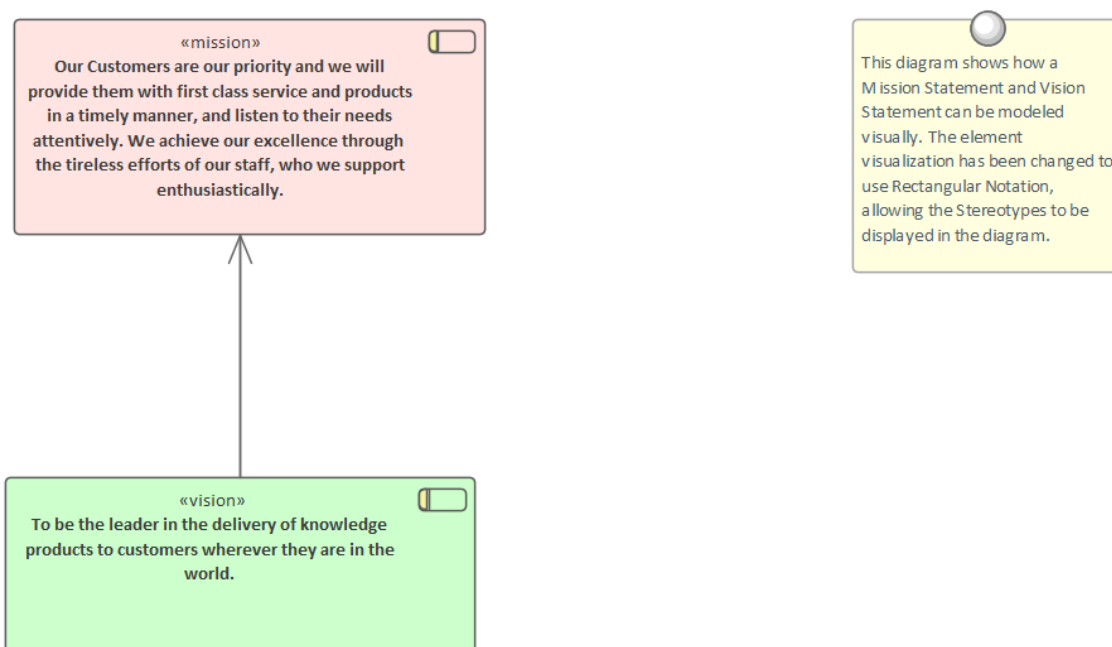 «mission»
Our Customers are our priority and we will
provide them with first class service and products
in a timely manner, and listen to their needs
attentively. We achieve our excellence through
the tireless efforts of our staff, who we support
enthusiastically.
This diagram shows how a
Mission Statement and Vision
Statement can be modeled
visually. The element
visualization has been changed to
use Rectangular Notation,
allowing the Stereotypes to be
displayed in the diagram.
«vision»
To be the leader in the delivery of knowledge
products to customers wherever they are in the
world.